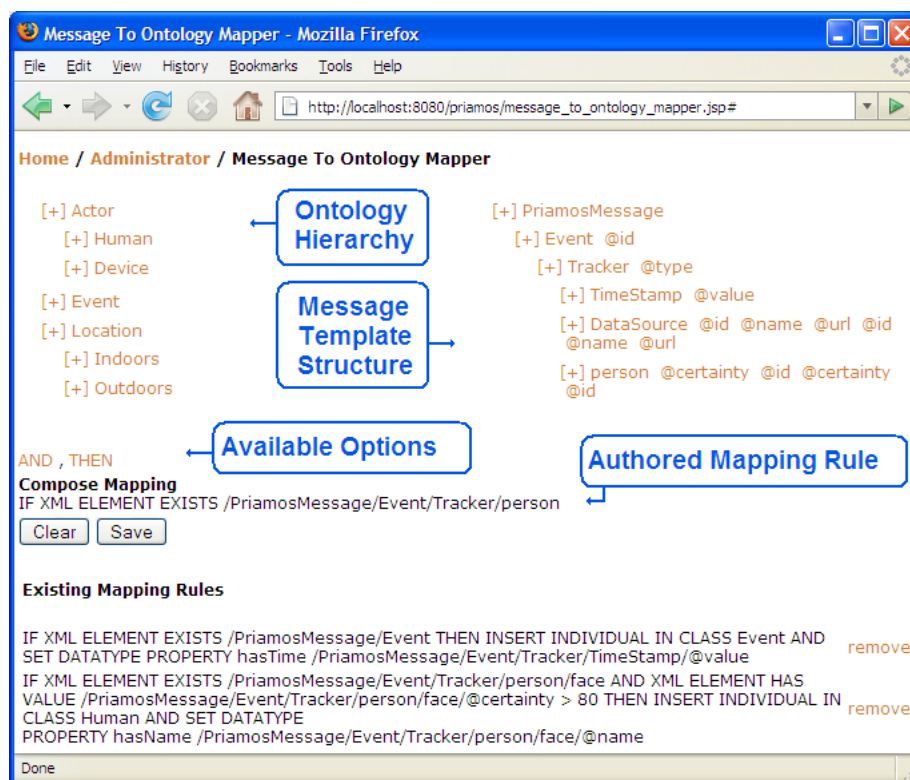 Message To Ontology Mapper - Mozilla Firefox
File Edit View History Bookmarks Tools Help
http://localhost:8080/priamos/message_to_ontology_mapper.jsp#
Home / Administrator / Message To Ontology Mapper
[+] Actor
[+] Human
[+] Device
[+] Event
[+] Location
[+] Indoors
[+] Outdoors
Ontology
Hierarchy
Message
Template
Structure
[+] PriamosMessage
[+] Event @id
[+] Tracker @type
[+] TimeStamp @value
[+] DataSource @id @name @url @id
@name @url
[+] person @certainty @id @certainty
@id
Available Options
Authored Mapping Rule
AND , THEN
Compose Mapping
IF XML ELEMENT EXISTS /PriamosMessage/Event/Tracker/person
Clear Save
Existing Mapping Rules
IF XML ELEMENT EXISTS /PriamosMessage/Event THEN INSERT INDIVIDUAL IN CLASS Event AND
SET DATATYPE PROPERTY hasTime /PriamosMessage/Event/Tracker/TimeStamp/@value
remove
IF XML ELEMENT EXISTS /PriamosMessage/Event/Tracker/person/face AND XML ELEMENT HAS
VALUE /PriamosMessage/Event/Tracker/person/face/@certainty > 80 THEN INSERT INDIVIDUAL IN
CLASS Human AND SET DATATYPE
PROPERTY hasName /PriamosMessage/Event/Tracker/person/face/@name
remove
Done